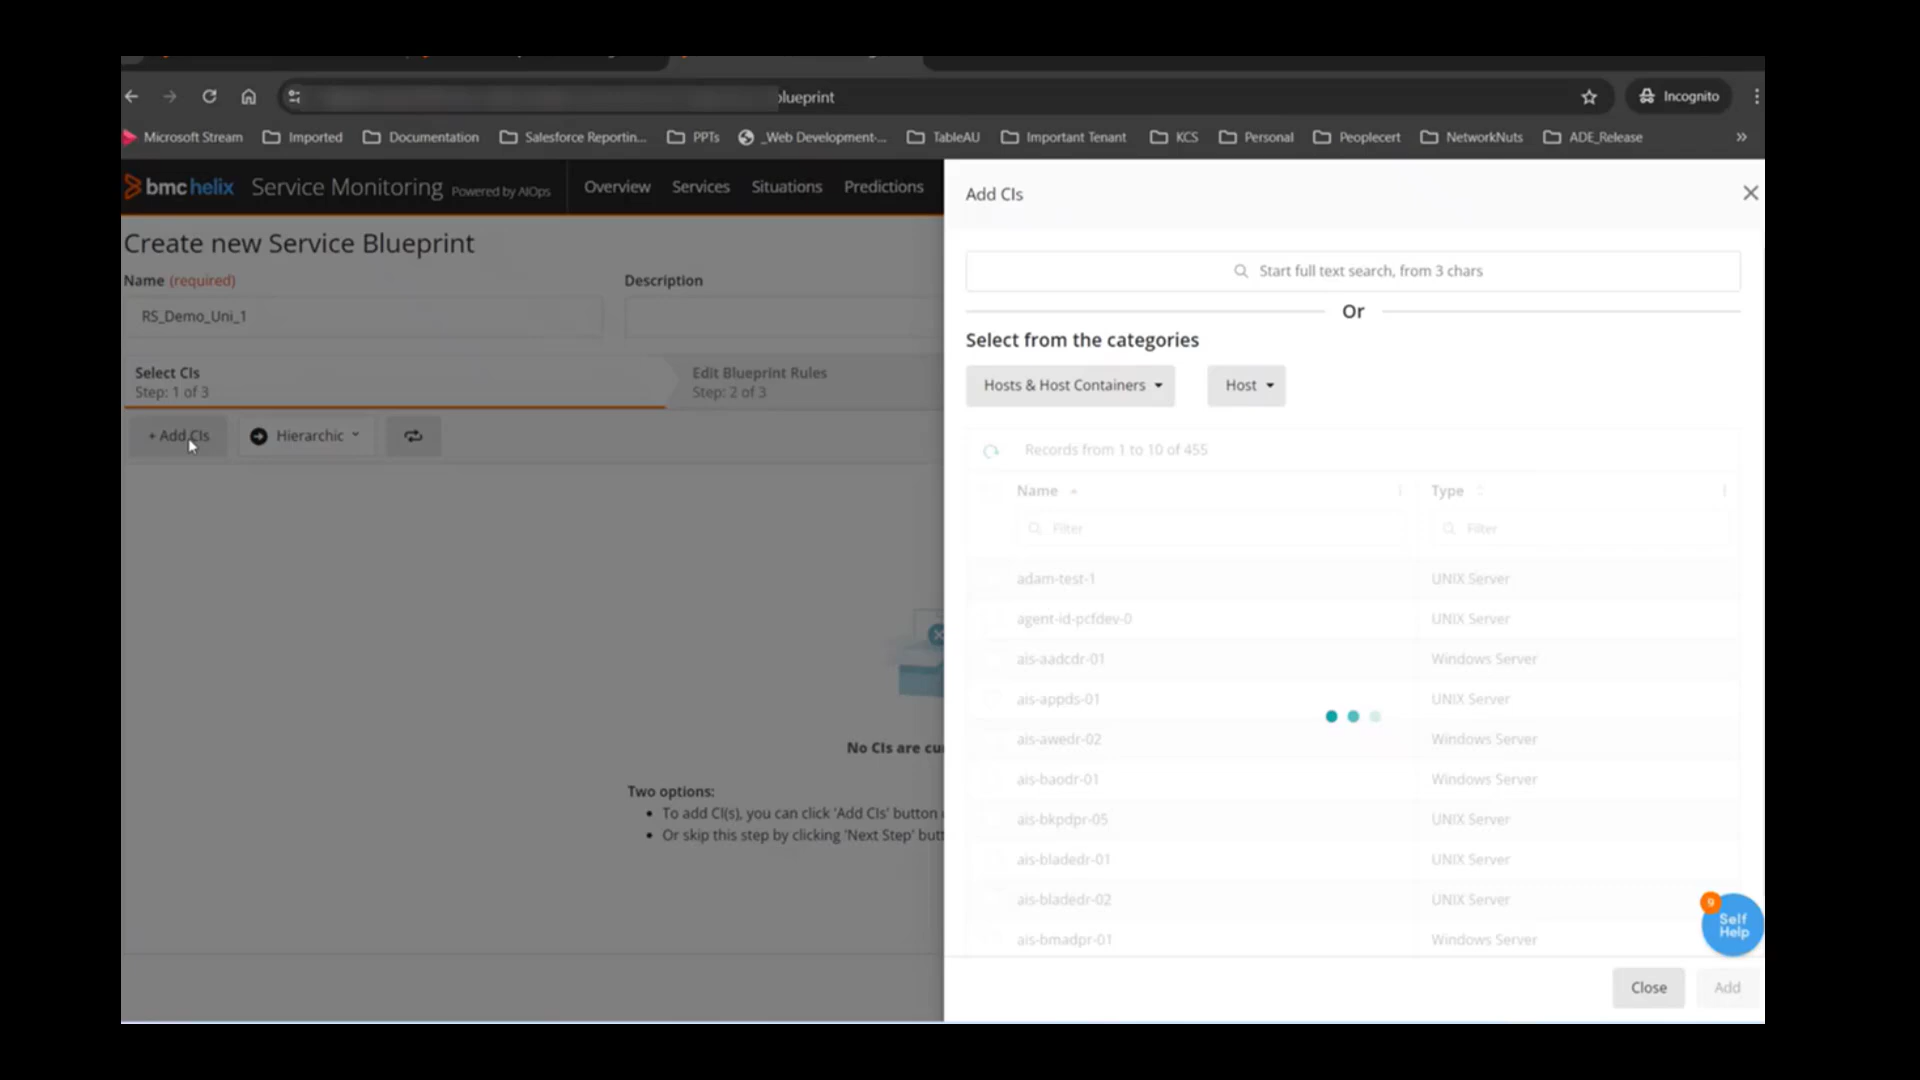 blueprint
Incognito
Microsoft Stream
Imported
Documentation
Salesforce Reportin...
PPTs
_Web Development-...
TableAU
Important Tenant
KCS
Personal
Peoplecert
NetworkNuts
ADE_Release
»
bmc helix Service Monitoring Powered by AIOps
Overview
Services
Situations
Predictions
Create new Service Blueprint
Name (required)
Description
RS_Demo_Uni_1
Select CIs
Step: 1 of 3
Edit Blueprint Rules
Step: 2 of 3
+ Add CIs
Hierarchic
No CIs are cu
Two options:
• To add CI(s), you can click 'Add CIs' button
• Or skip this step by clicking 'Next Step' but
Add CIs
Start full text search, from 3 chars
Or
Select from the categories
Hosts & Host Containers
Host
Records from 1 to 10 of 455
Name Type
Filter Filter
adam-test-1 UNIX Server
agent-id-pcfdev-0 UNIX Server
ais-aadcdr-01 Windows Server
ais-appds-01 UNIX Server
ais-awedr-02 Windows Server
ais-baodr-01 Windows Server
ais-bkpdpr-05 UNIX Server
ais-bladedr-01 UNIX Server
ais-bladedr-02 UNIX Server
ais-bmadpr-01 Windows Server
9
Self
Help
Close
Add